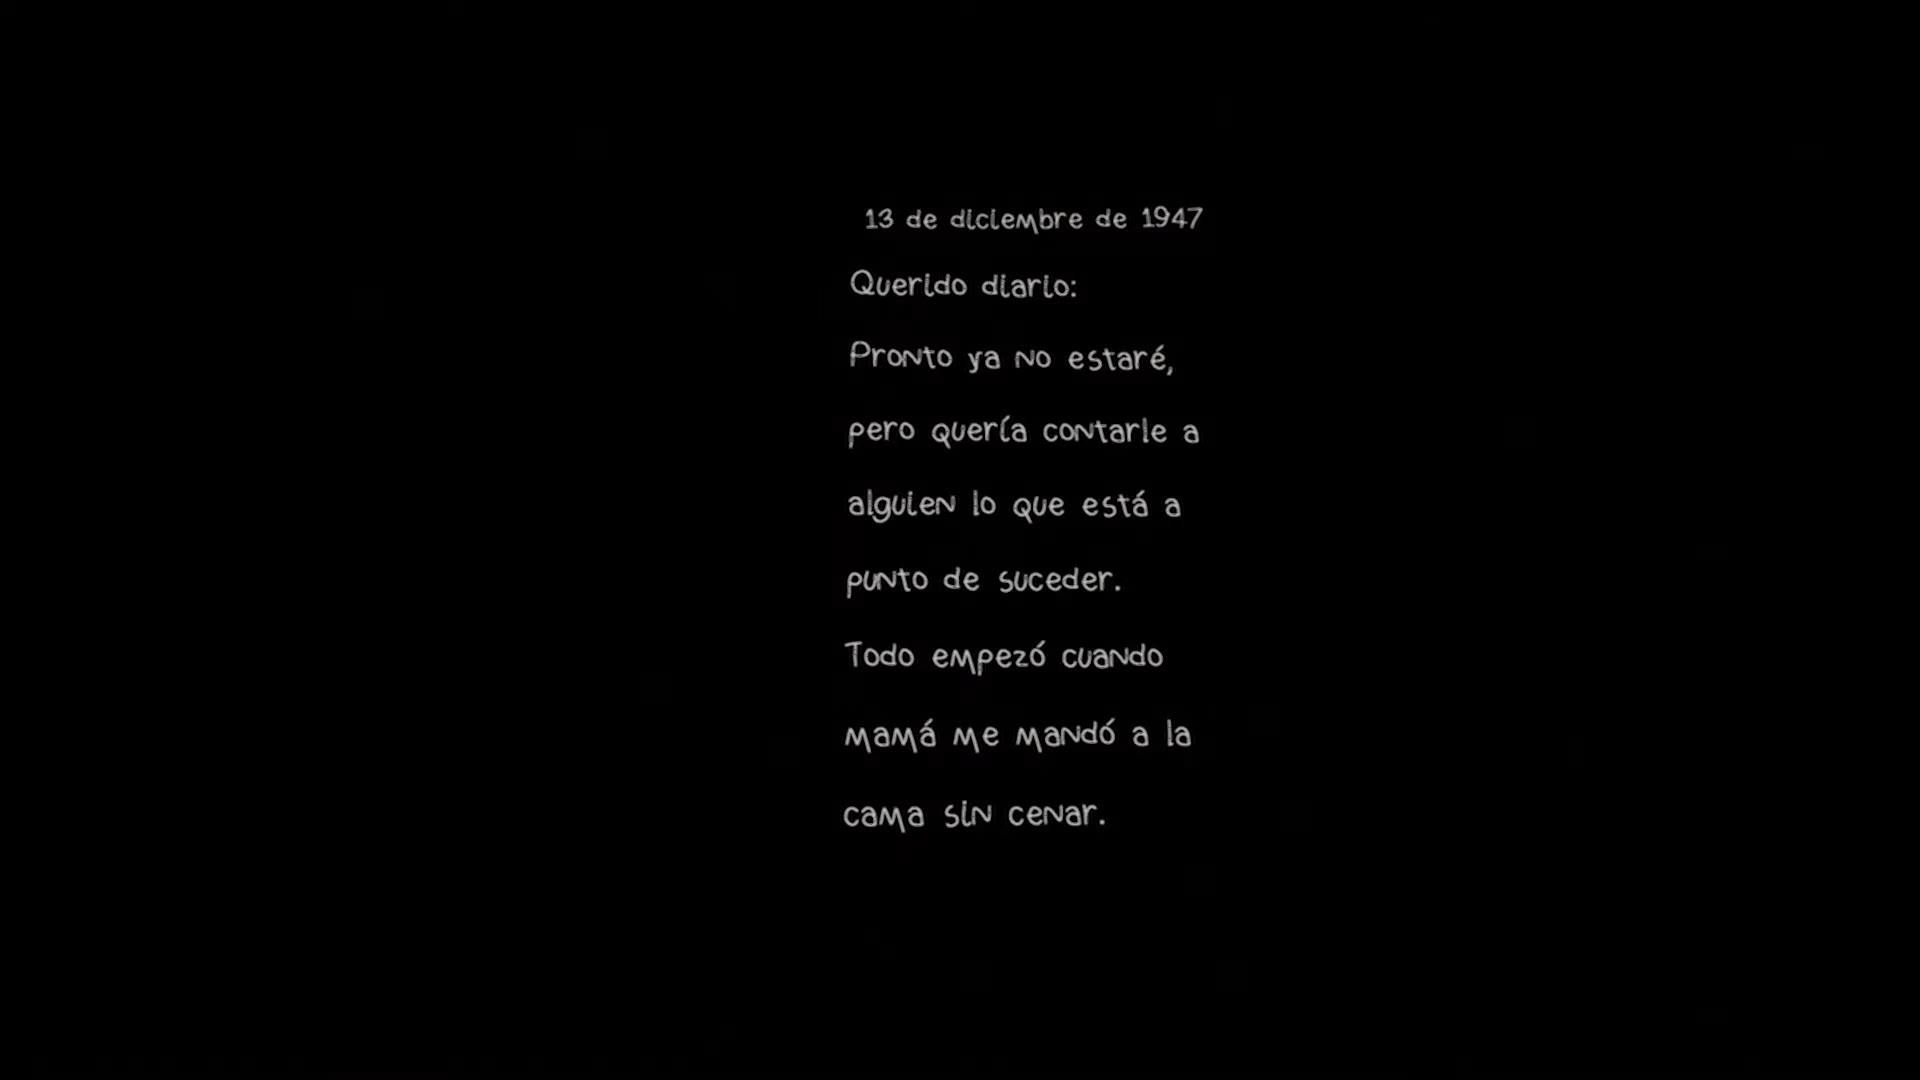 13 de diciembre de 1947
Querido diario:
Pronto ya no estaré,
pero quería contarle a
alguien lo que está a
punto de suceder.
Todo empezó cuando
mamá me mandó a la
cama sin cenar.